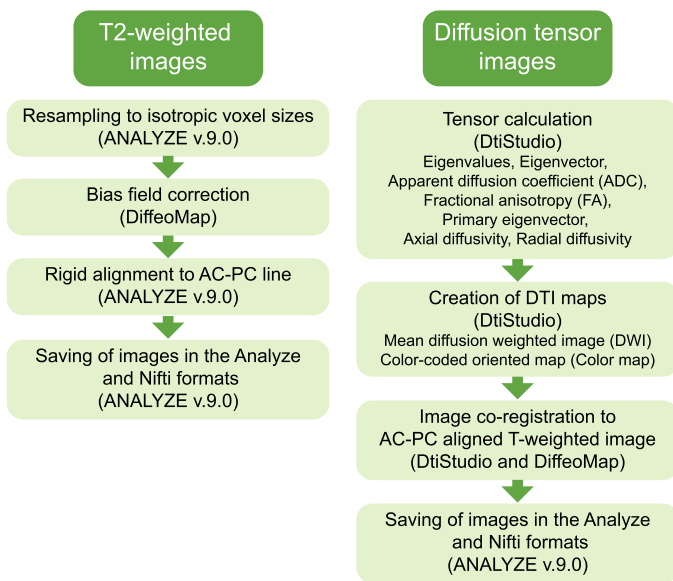 T2-weighted
images
Resampling to isotropic voxel sizes
(ANALYZE v.9.0)
Bias field correction
(DiffeoMap)
Rigid alignment to AC-PC line
(ANALYZE v.9.0)
Saving of images in the Analyze
and Nifti formats
(ANALYZE v.9.0)
Diffusion tensor
images
Tensor calculation
(DtiStudio)
Eigenvalues, Eigenvector,
Apparent diffusion coefficient (ADC),
Fractional anisotropy (FA),
Primary eigenvector,
Axial diffusivity, Radial diffusivity
Creation of DTI maps
(DtiStudio)
Mean diffusion weighted image (DWI)
Color-coded oriented map (Color map)
Image co-registration to
AC-PC aligned T-weighted image
(DtiStudio and DiffeoMap)
Saving of images in the Analyze
and Nifti formats
(ANALYZE v.9.0)